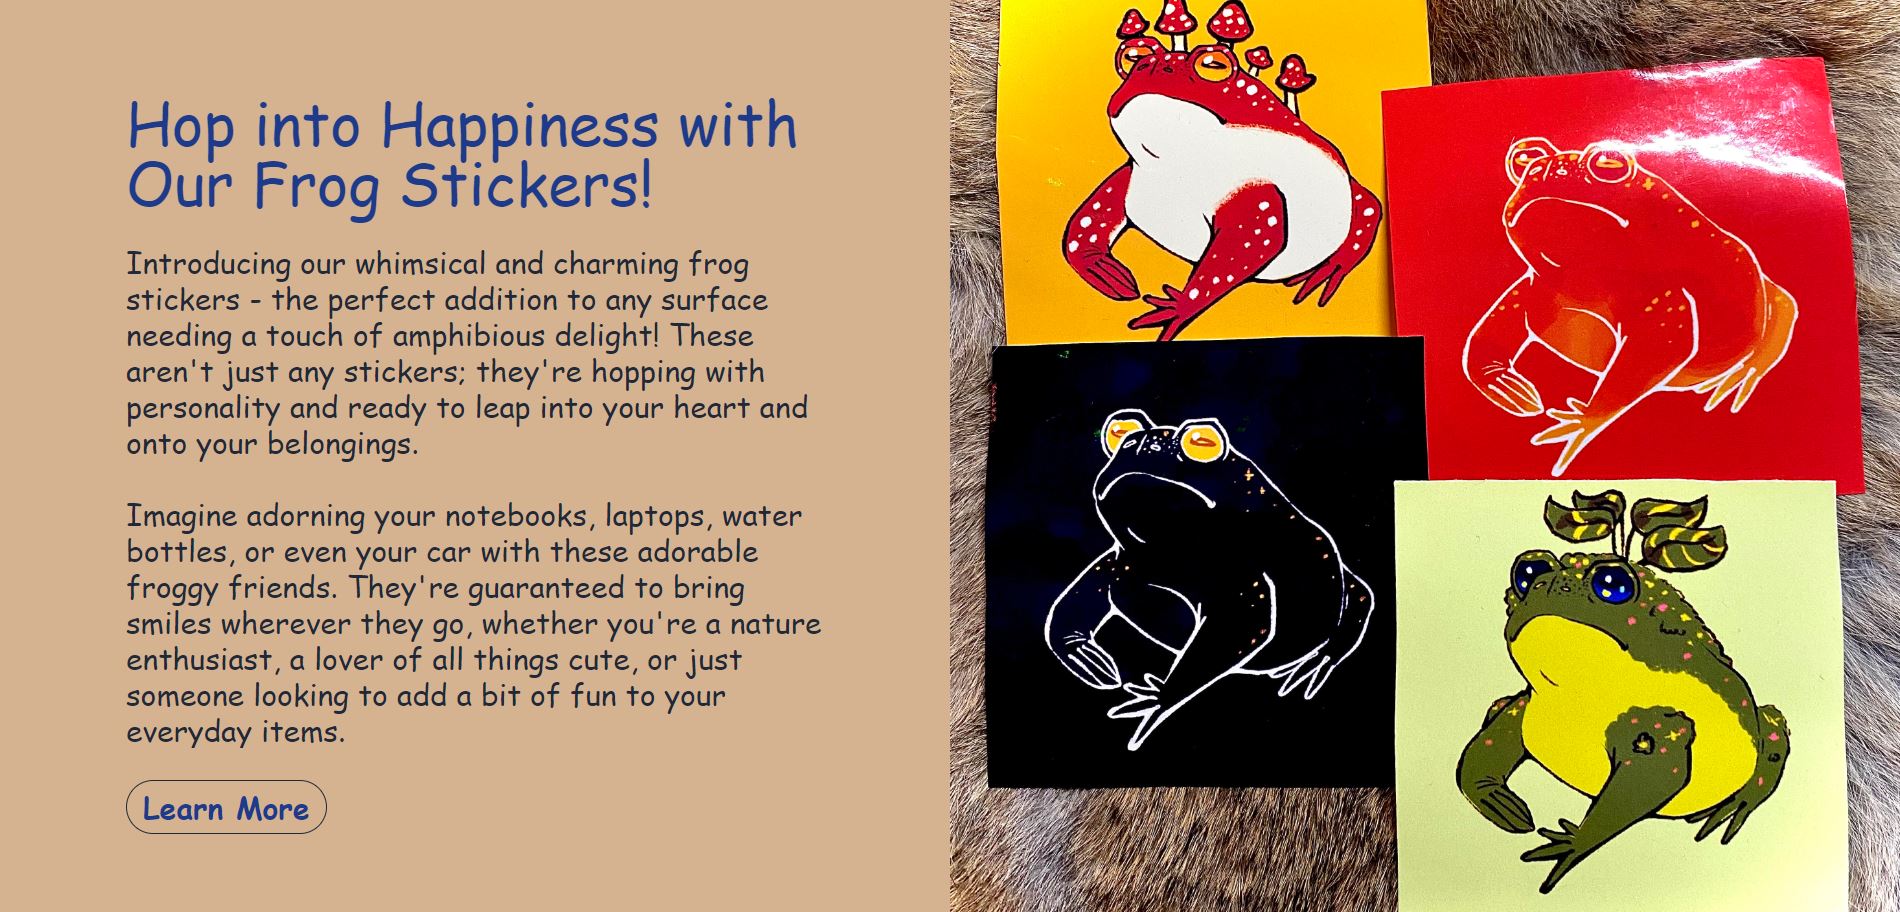 Hop into Happiness with
Our Frog Stickers!
Introducing our whimsical and charming frog
stickers - the perfect addition to any surface
needing a touch of amphibious delight! These
aren't just any stickers; they're hopping with
personality and ready to leap into your heart and
onto your belongings.
Imagine adorning your notebooks, laptops, water
bottles, or even your car with these adorable
froggy friends. They're guaranteed to bring
smiles wherever they go, whether you're a nature
enthusiast, a lover of all things cute, or just
someone looking to add a bit of fun to your
everyday items.
Learn More